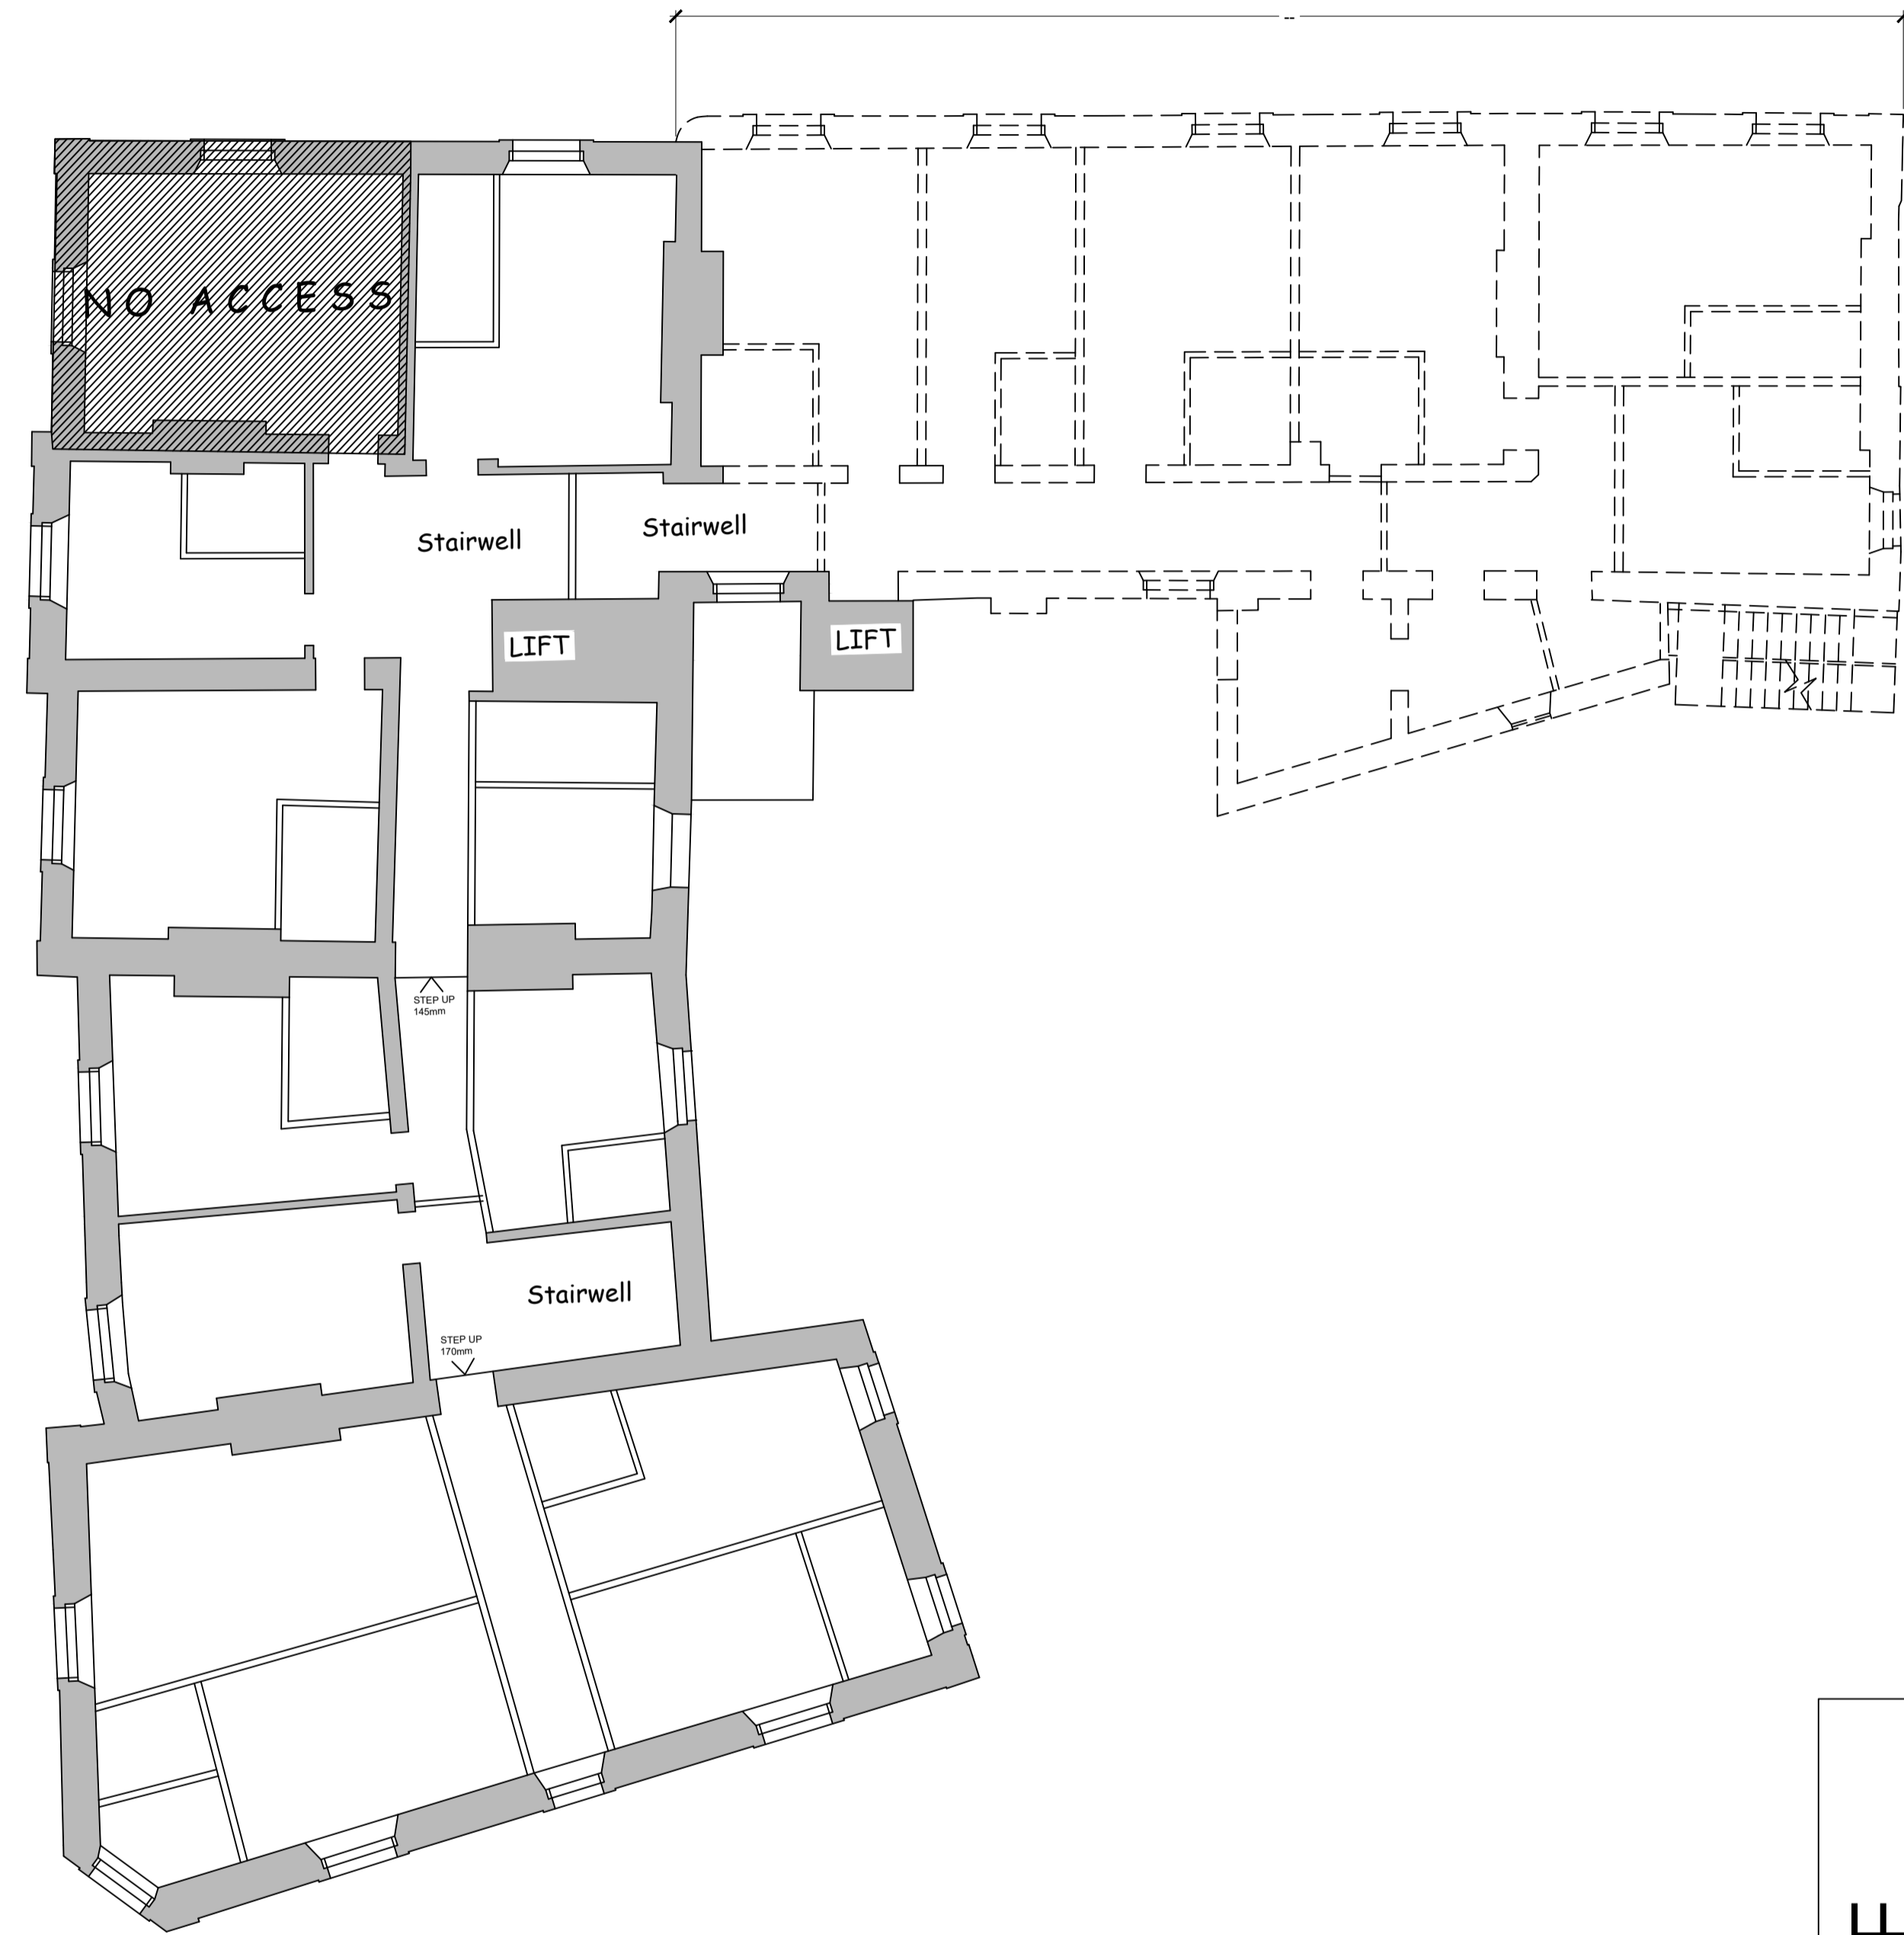 --
NO ACCESS
Stairwell
Stairwell
LIFT
LIFT
STEP UP
145mm
Stairwell
STEP UP
170mm